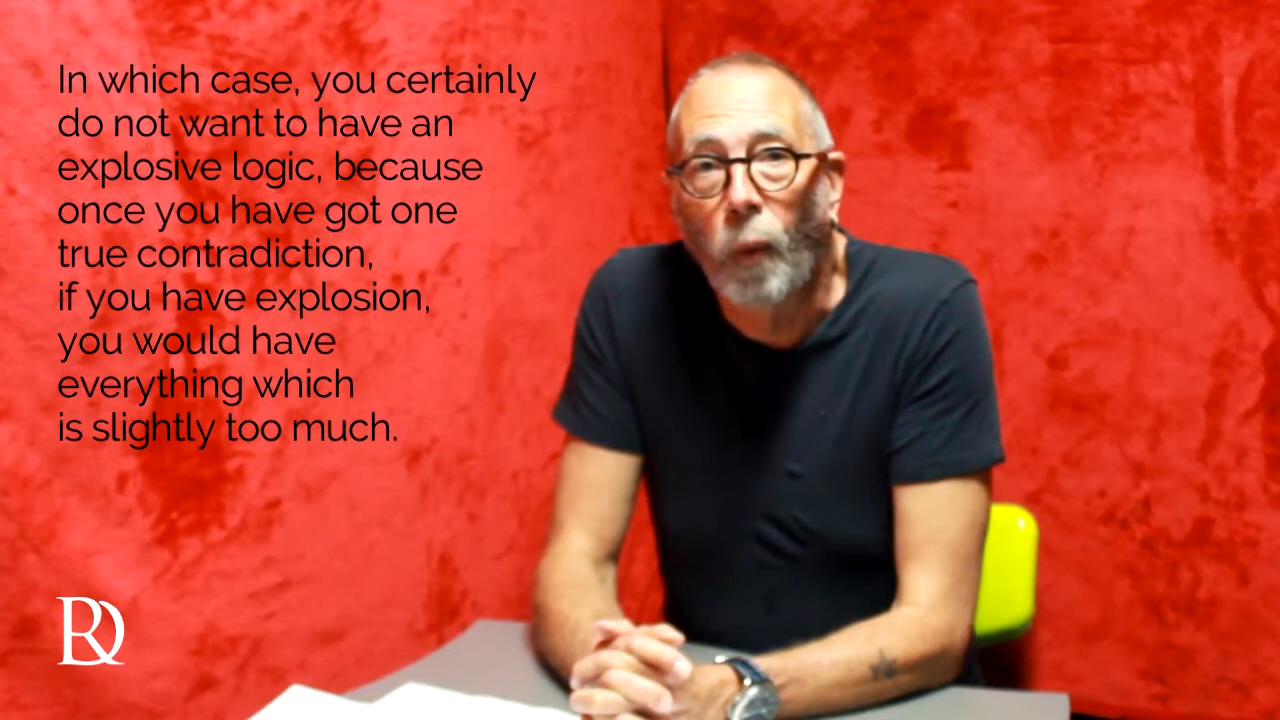 In which case, you certainly
do not want to have an
explosive logic, because
once you have got one
true contradiction,
if you have explosion,
you would have
everything which
is slightly too much.
RD